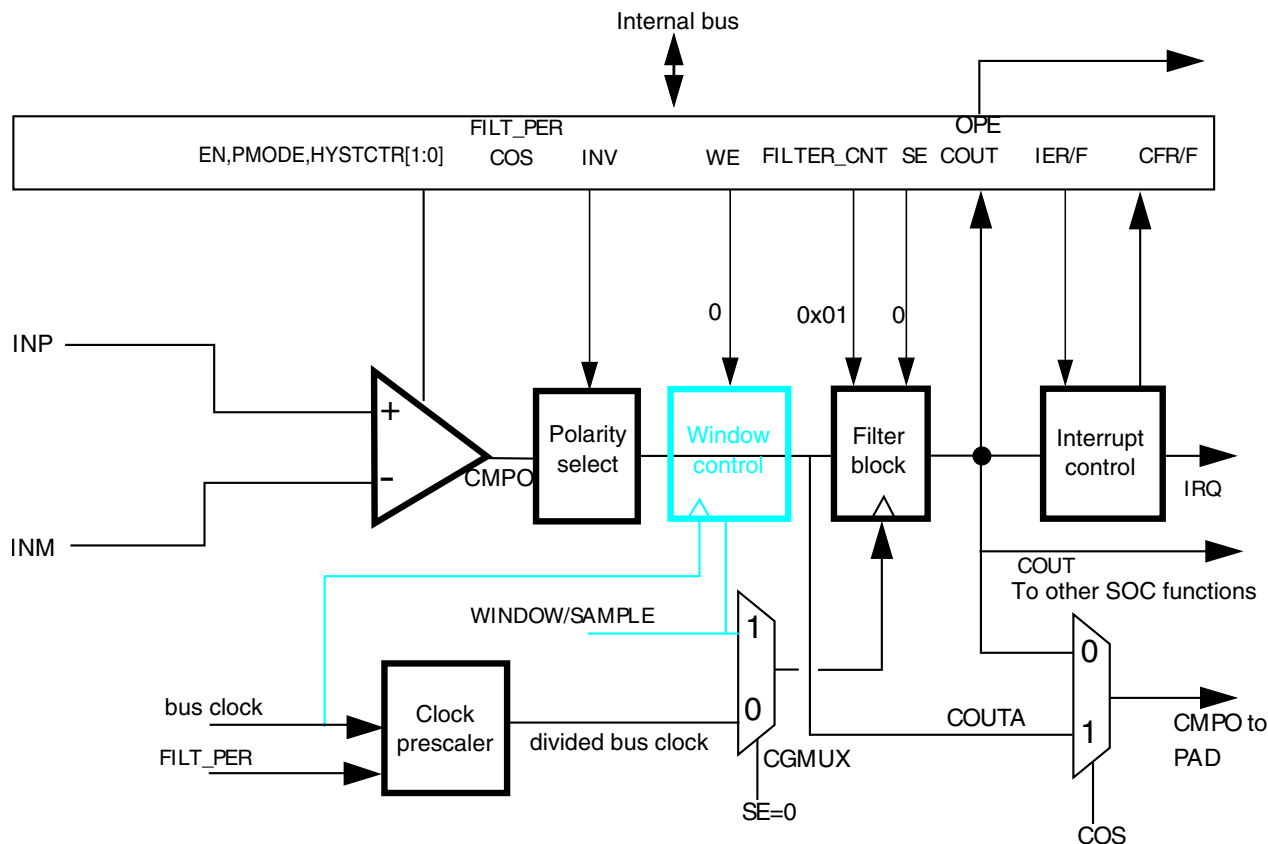 Internal bus
FILT_PER
OPE
EN,PMODE,HYSTCTR[1:0]
COS
INV
WE
FILTER_CNT
SE
COUT
IER/F
CFR/F
0
0x01
0
INP
+
-
CMPO
Polarity
select
Window
control
Filter
block
Interrupt
control
IRQ
INM
COUT
To other SOC functions
WINDOW/SAMPLE
1
0
bus clock
FILT_PER
Clock
prescaler
divided bus clock
CGMUX
SE=0
0
1
COUTA
CMPO to
PAD
COS